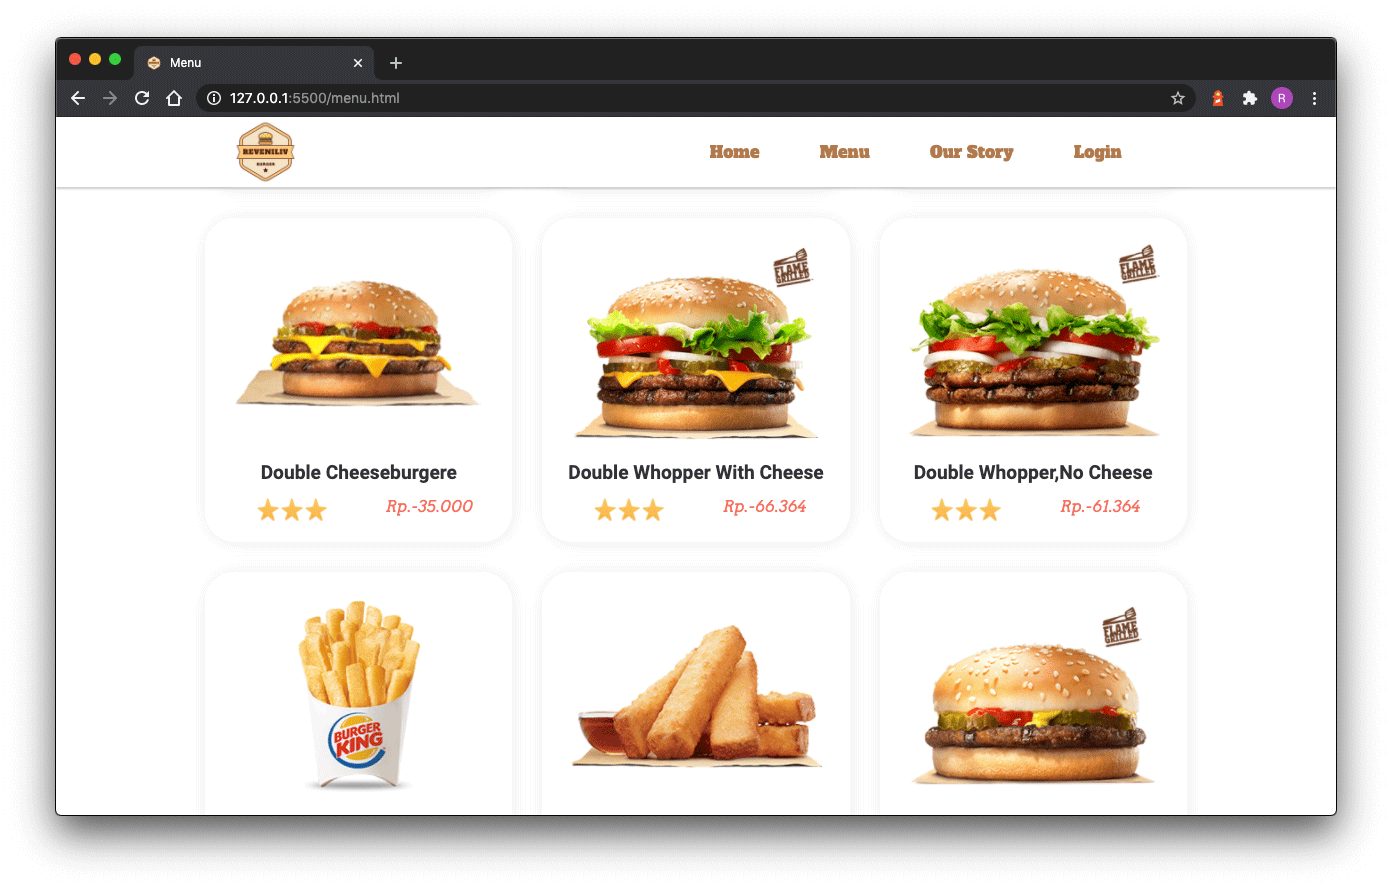 Menu
127.0.0.1:5500/menu.html
R
REVENILIV
BURGER
Home Menu Our Story Login
FLAME
GRILLED
FLAME
GRILLED
Double Cheeseburgere
Double Whopper With Cheese
Double Whopper,No Cheese
Rp.-35.000
Rp.-66.364
Rp.-61.364
BURGER
KING
FLAME
GRILLED